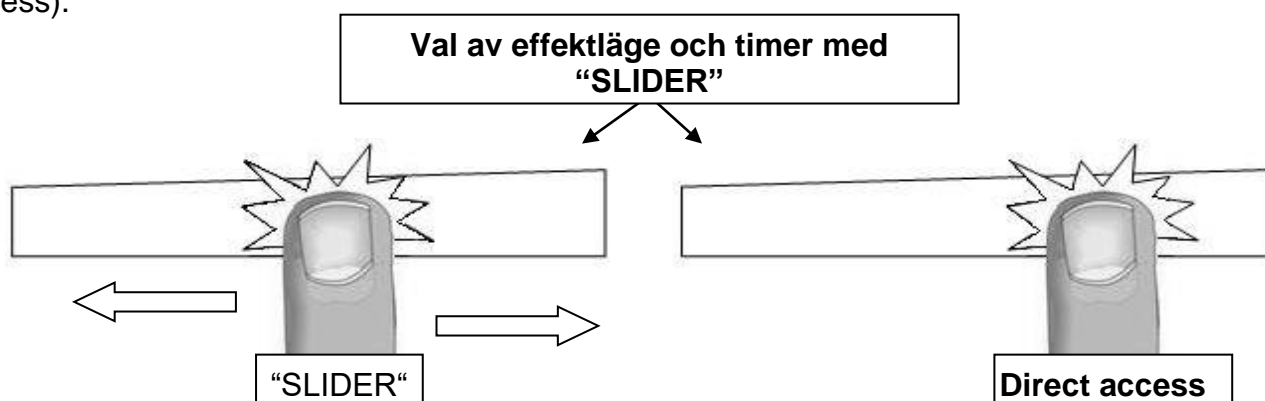 ess).
Val av effektläge och timer med
“SLIDER”
“SLIDER“
Direct access